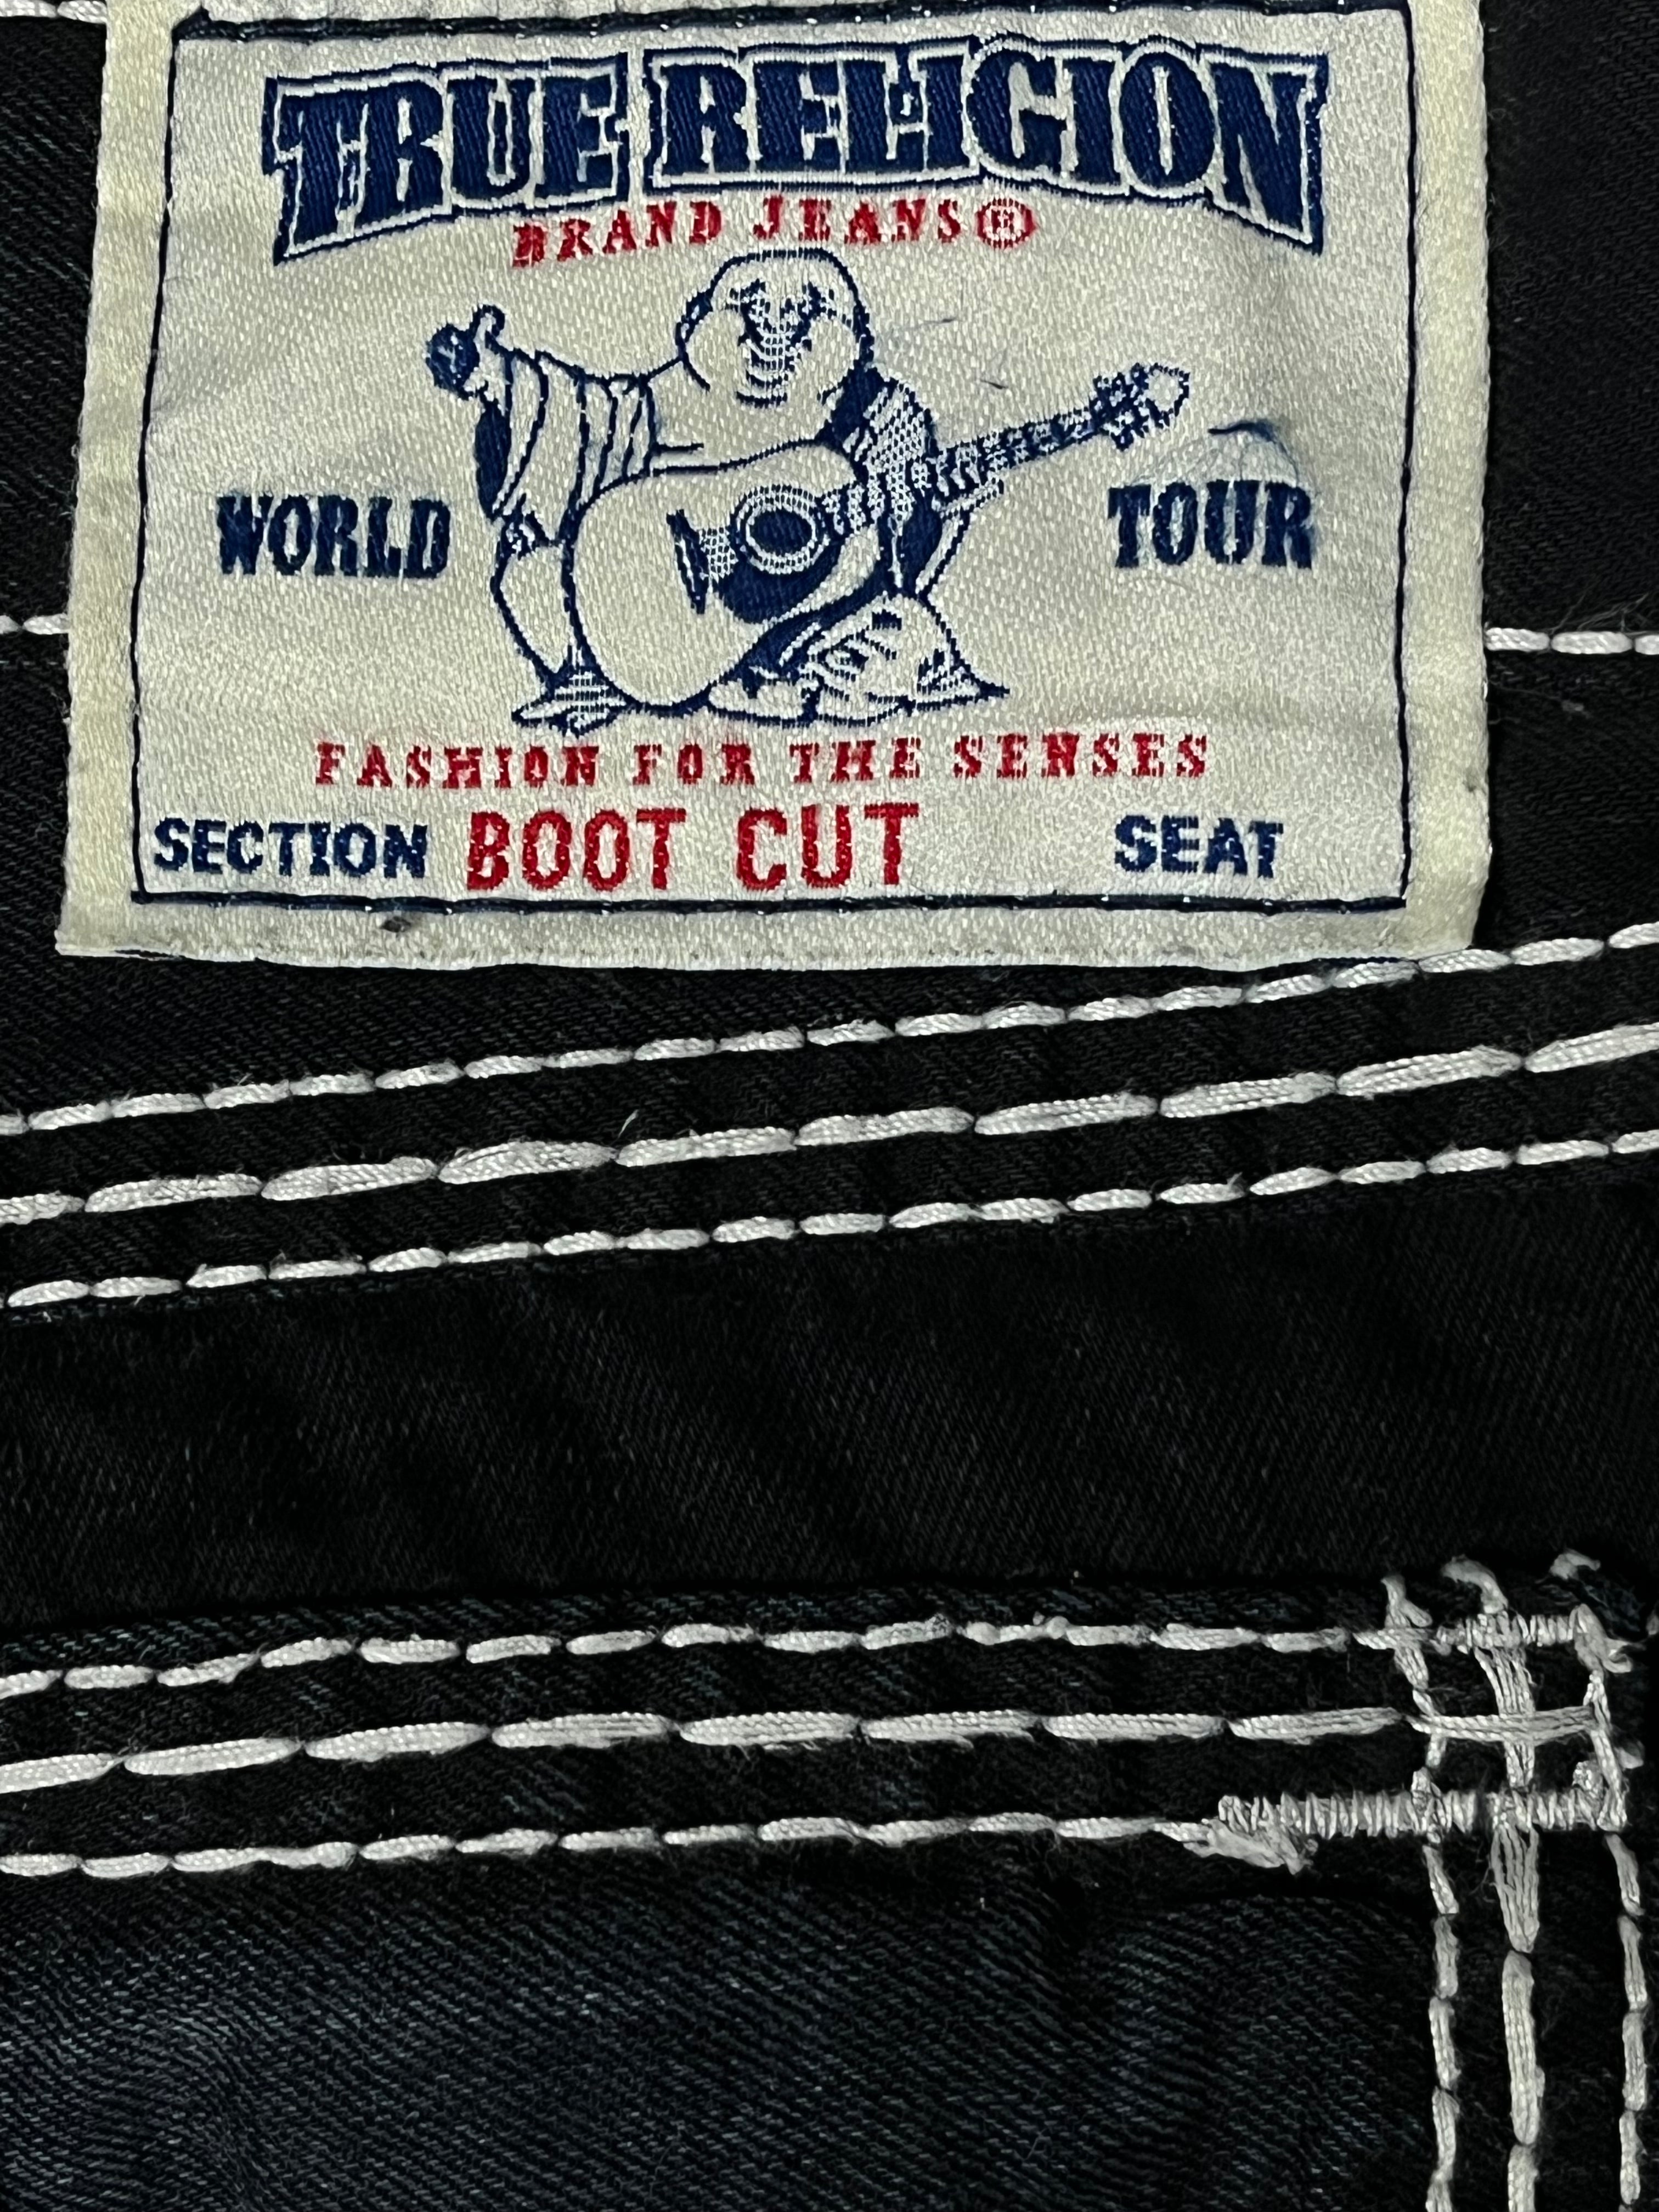 TRUE RELIGION
BRAND JEANS®
WORLD TOUR
FASHION FOR THE SENSES
SECTION BOOT CUT SEAT